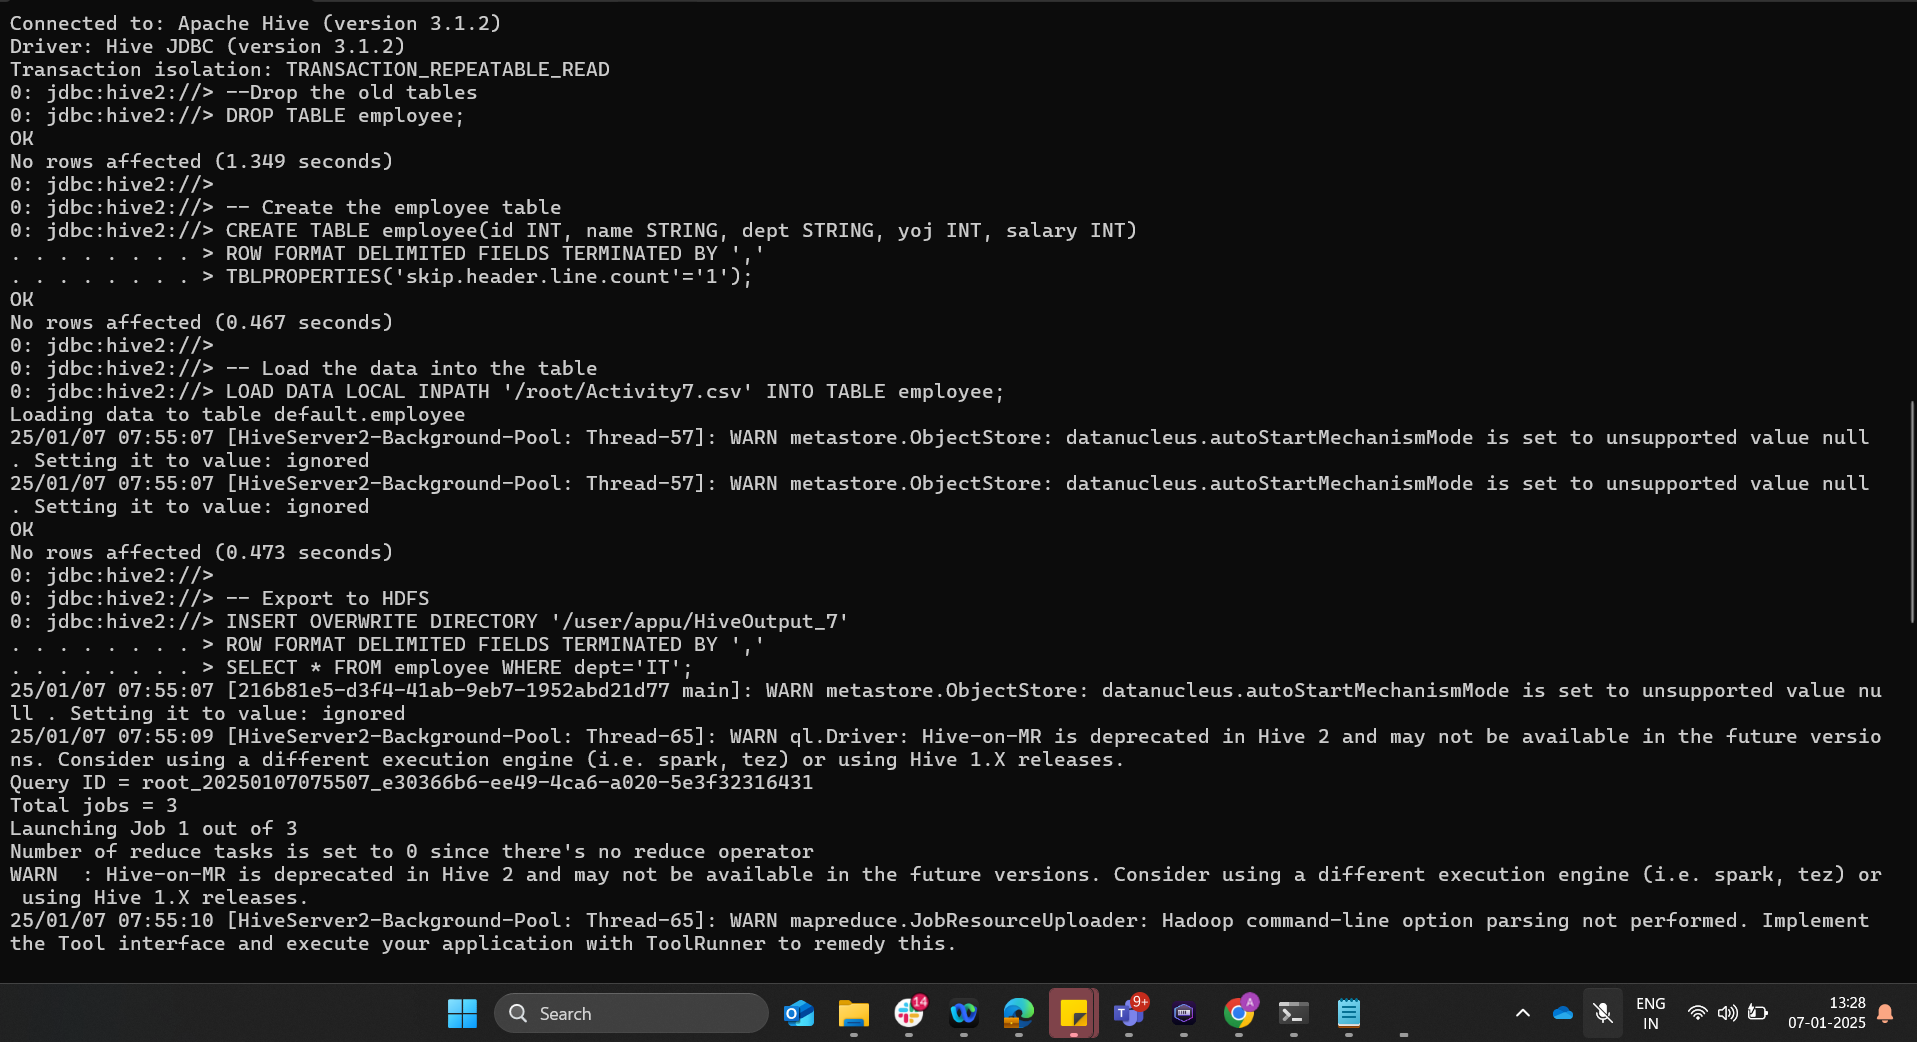 Connected to: Apache Hive (version 3.1.2)
Driver: Hive JDBC (version 3.1.2)
Transaction isolation: TRANSACTION_REPEATABLE_READ
0: jdbc:hive2://> --Drop the old tables
0: jdbc:hive2://> DROP TABLE employee;
OK
No rows affected (1.349 seconds)
0: jdbc:hive2://>
0: jdbc:hive2://> -- Create the employee table
0: jdbc:hive2://> CREATE TABLE employee(id INT, name STRING, dept STRING, yoj INT, salary INT)
. . . . . . . . > ROW FORMAT DELIMITED FIELDS TERMINATED BY ','
. . . . . . . . > TBLPROPERTIES('skip.header.line.count'='1');
OK
No rows affected (0.467 seconds)
0: jdbc:hive2://>
0: jdbc:hive2://> -- Load the data into the table
0: jdbc:hive2://> LOAD DATA LOCAL INPATH '/root/Activity7.csv' INTO TABLE employee;
Loading data to table default.employee
25/01/07 07:55:07 [HiveServer2-Background-Pool: Thread-57]: WARN metastore.ObjectStore: datanucleus.autoStartMechanismMode is set to unsupported value null
. Setting it to value: ignored
25/01/07 07:55:07 [HiveServer2-Background-Pool: Thread-57]: WARN metastore.ObjectStore: datanucleus.autoStartMechanismMode is set to unsupported value null
. Setting it to value: ignored
OK
No rows affected (0.473 seconds)
0: jdbc:hive2://>
0: jdbc:hive2://> -- Export to HDFS
0: jdbc:hive2://> INSERT OVERWRITE DIRECTORY '/user/appu/HiveOutput_7'
. . . . . . . . > ROW FORMAT DELIMITED FIELDS TERMINATED BY ','
. . . . . . . . > SELECT * FROM employee WHERE dept='IT';
25/01/07 07:55:07 [216b81e5-d3f4-41ab-9eb7-1952abd21d77 main]: WARN metastore.ObjectStore: datanucleus.autoStartMechanismMode is set to unsupported value nu
ll . Setting it to value: ignored
25/01/07 07:55:09 [HiveServer2-Background-Pool: Thread-65]: WARN ql.Driver: Hive-on-MR is deprecated in Hive 2 and may not be available in the future versio
ns. Consider using a different execution engine (i.e. spark, tez) or using Hive 1.X releases.
Query ID = root_20250107075507_e30366b6-ee49-4ca6-a020-5e3f32316431
Total jobs = 3
Launching Job 1 out of 3
Number of reduce tasks is set to 0 since there's no reduce operator
WARN  : Hive-on-MR is deprecated in Hive 2 and may not be available in the future versions. Consider using a different execution engine (i.e. spark, tez) or
 using Hive 1.X releases.
25/01/07 07:55:10 [HiveServer2-Background-Pool: Thread-65]: WARN mapreduce.JobResourceUploader: Hadoop command-line option parsing not performed. Implement
the Tool interface and execute your application with ToolRunner to remedy this.
Search
14
9+
A
ENG
IN
13:28
07-01-2025